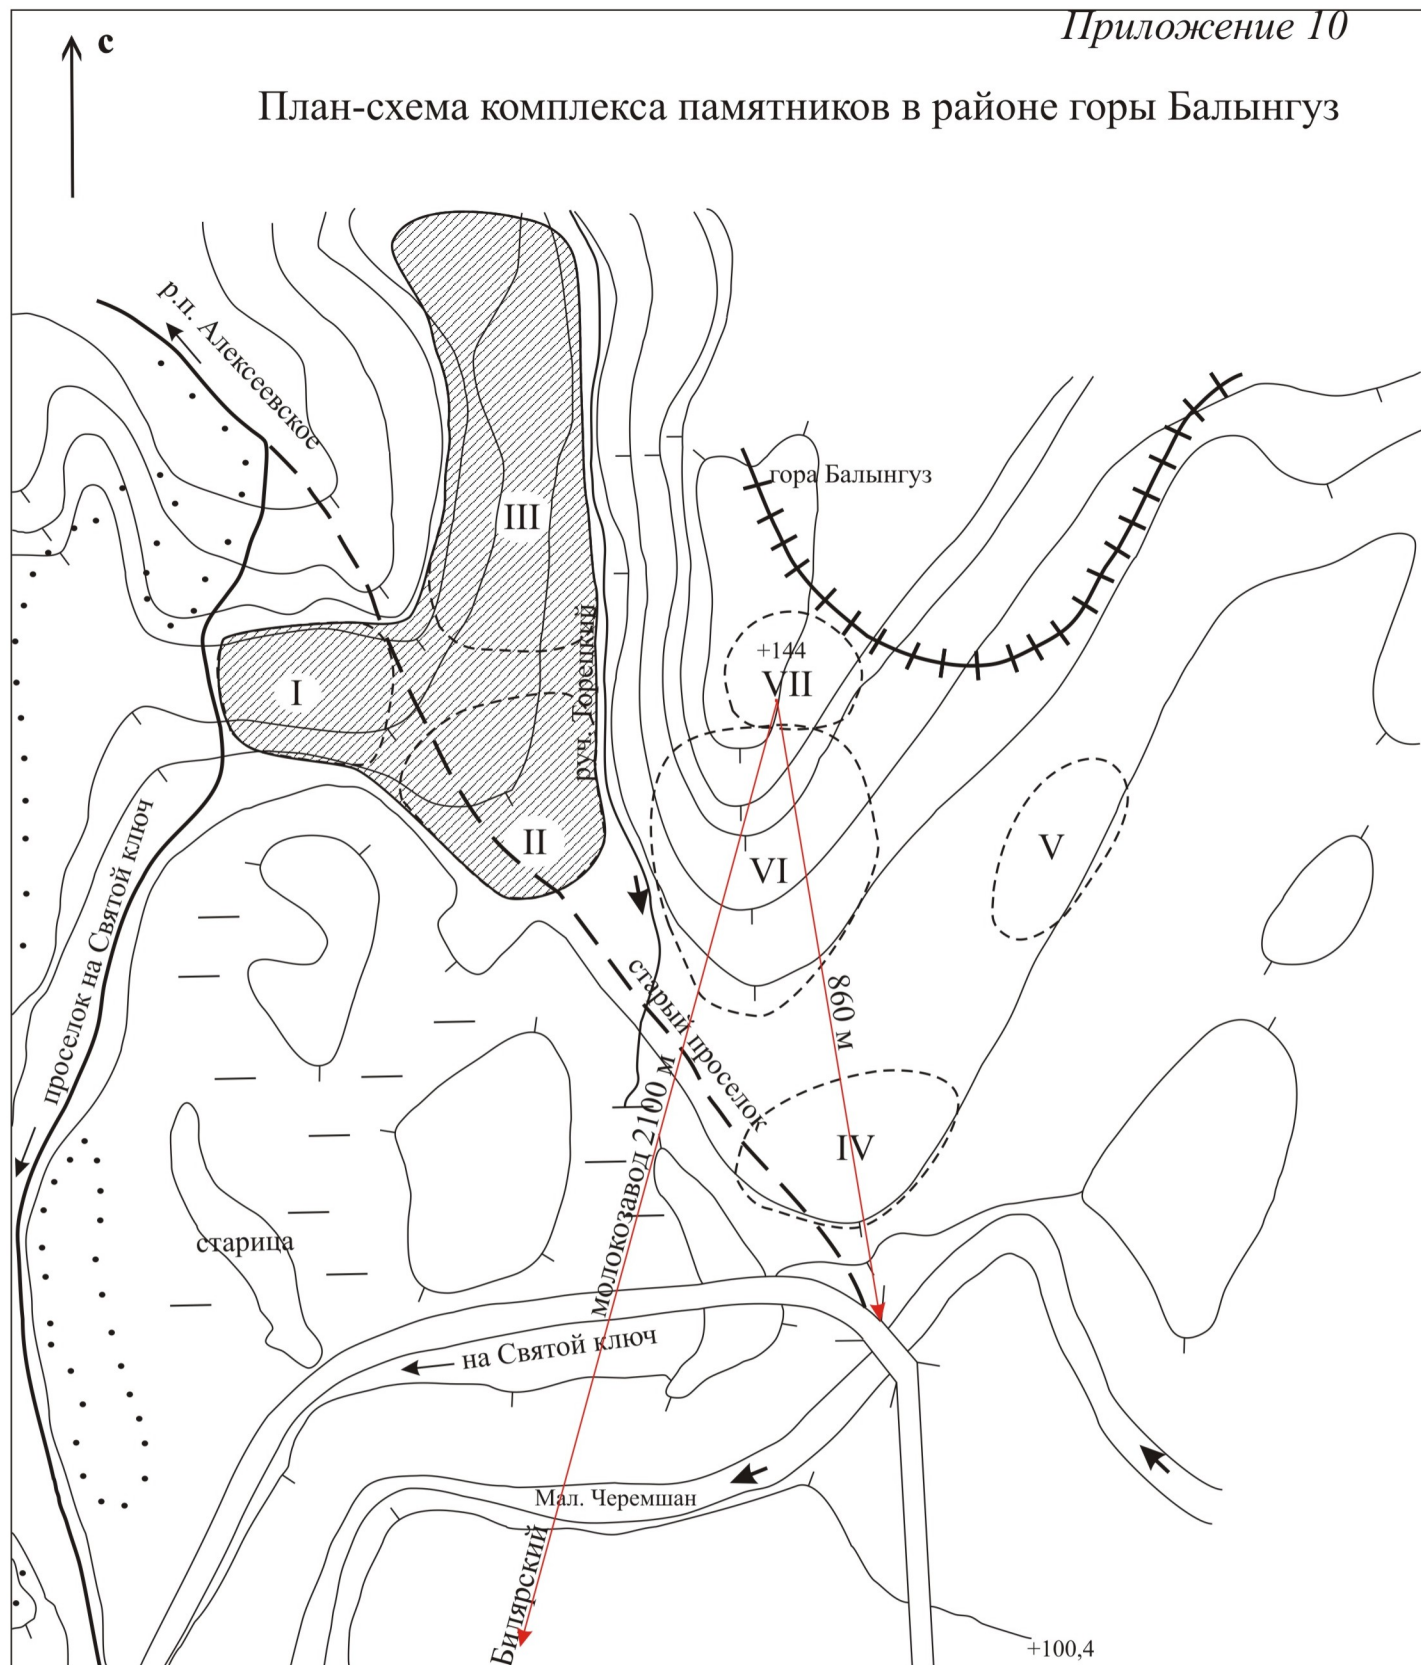 Приложение 10
с
План-схема комплекса памятников в районе горы Балынгуз
р.п. Алексеевское
гора Балынгуз
III
руч. Торецкий
+144
VII
I
II
VI
V
проселок на Святой ключ
старый проселок
860 м
IV
старица
на Святой ключ
Мал. Черемшан
Билярский молокозавод 2100 м
+100,4